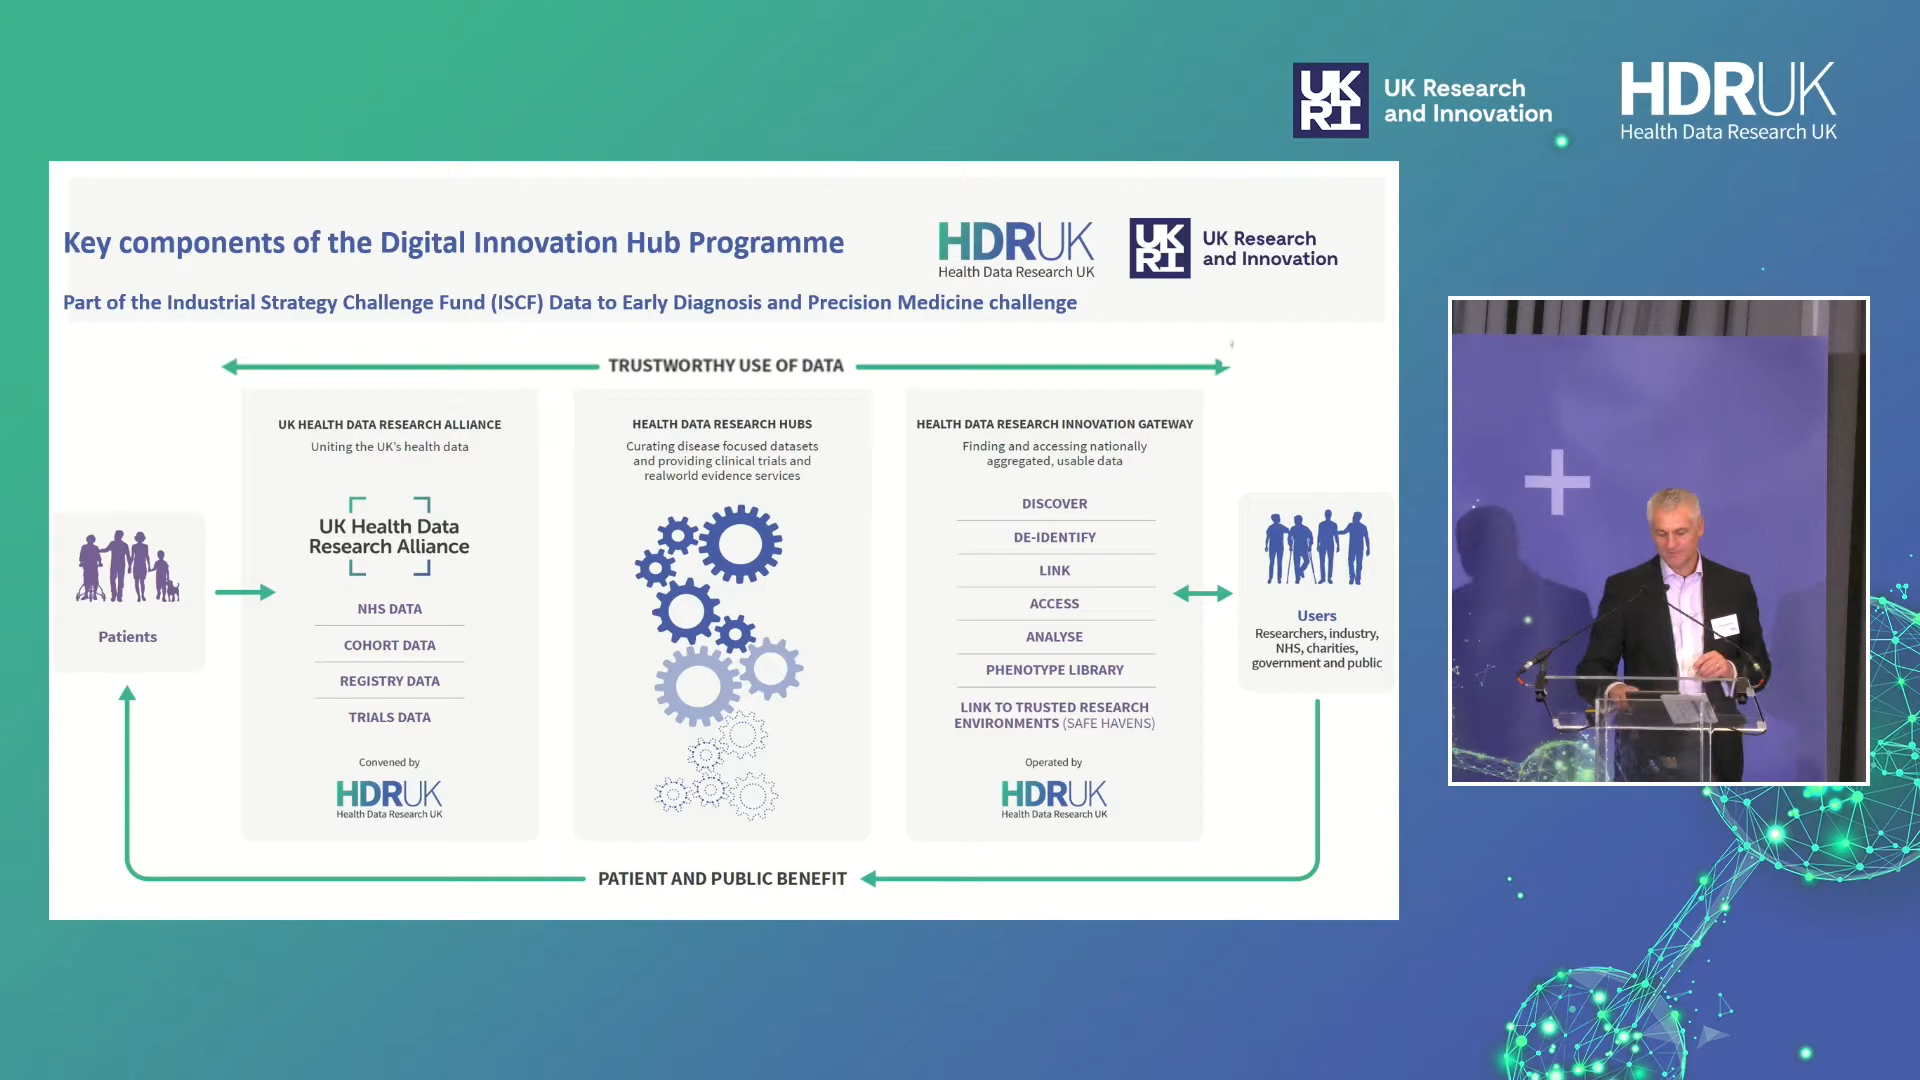 UK
RI
UK Research
and Innovation
HDRUK
Health Data Research UK
Key components of the Digital Innovation Hub Programme
HDRUK
Health Data Research UK
UK
RI
UK Research
and Innovation
Part of the Industrial Strategy Challenge Fund (ISCF) Data to Early Diagnosis and Precision Medicine challenge
TRUSTWORTHY USE OF DATA
Patients
UK HEALTH DATA RESEARCH ALLIANCE
Uniting the UK's health data
UK Health Data
Research Alliance
NHS DATA
COHORT DATA
REGISTRY DATA
TRIALS DATA
Convened by
HDRUK
Health Data Research UK
HEALTH DATA RESEARCH HUBS
Curating disease focused datasets
and providing clinical trials and
realworld evidence services
HEALTH DATA RESEARCH INNOVATION GATEWAY
Finding and accessing nationally
aggregated, usable data
DISCOVER
DE-IDENTIFY
LINK
ACCESS
ANALYSE
PHENOTYPE LIBRARY
LINK TO TRUSTED RESEARCH
ENVIRONMENTS (SAFE HAVENS)
Operated by
HDRUK
Health Data Research UK
Users
Researchers, industry,
NHS, charities,
government and public
PATIENT AND PUBLIC BENEFIT